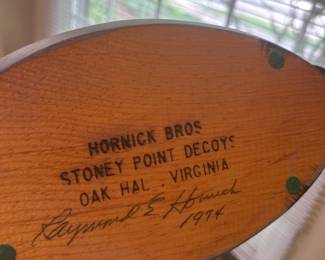 HORNICK BROS
STONEY POINT DECOYS
OAK HAL . VIRGINIA
Raymond E Hornick
1974